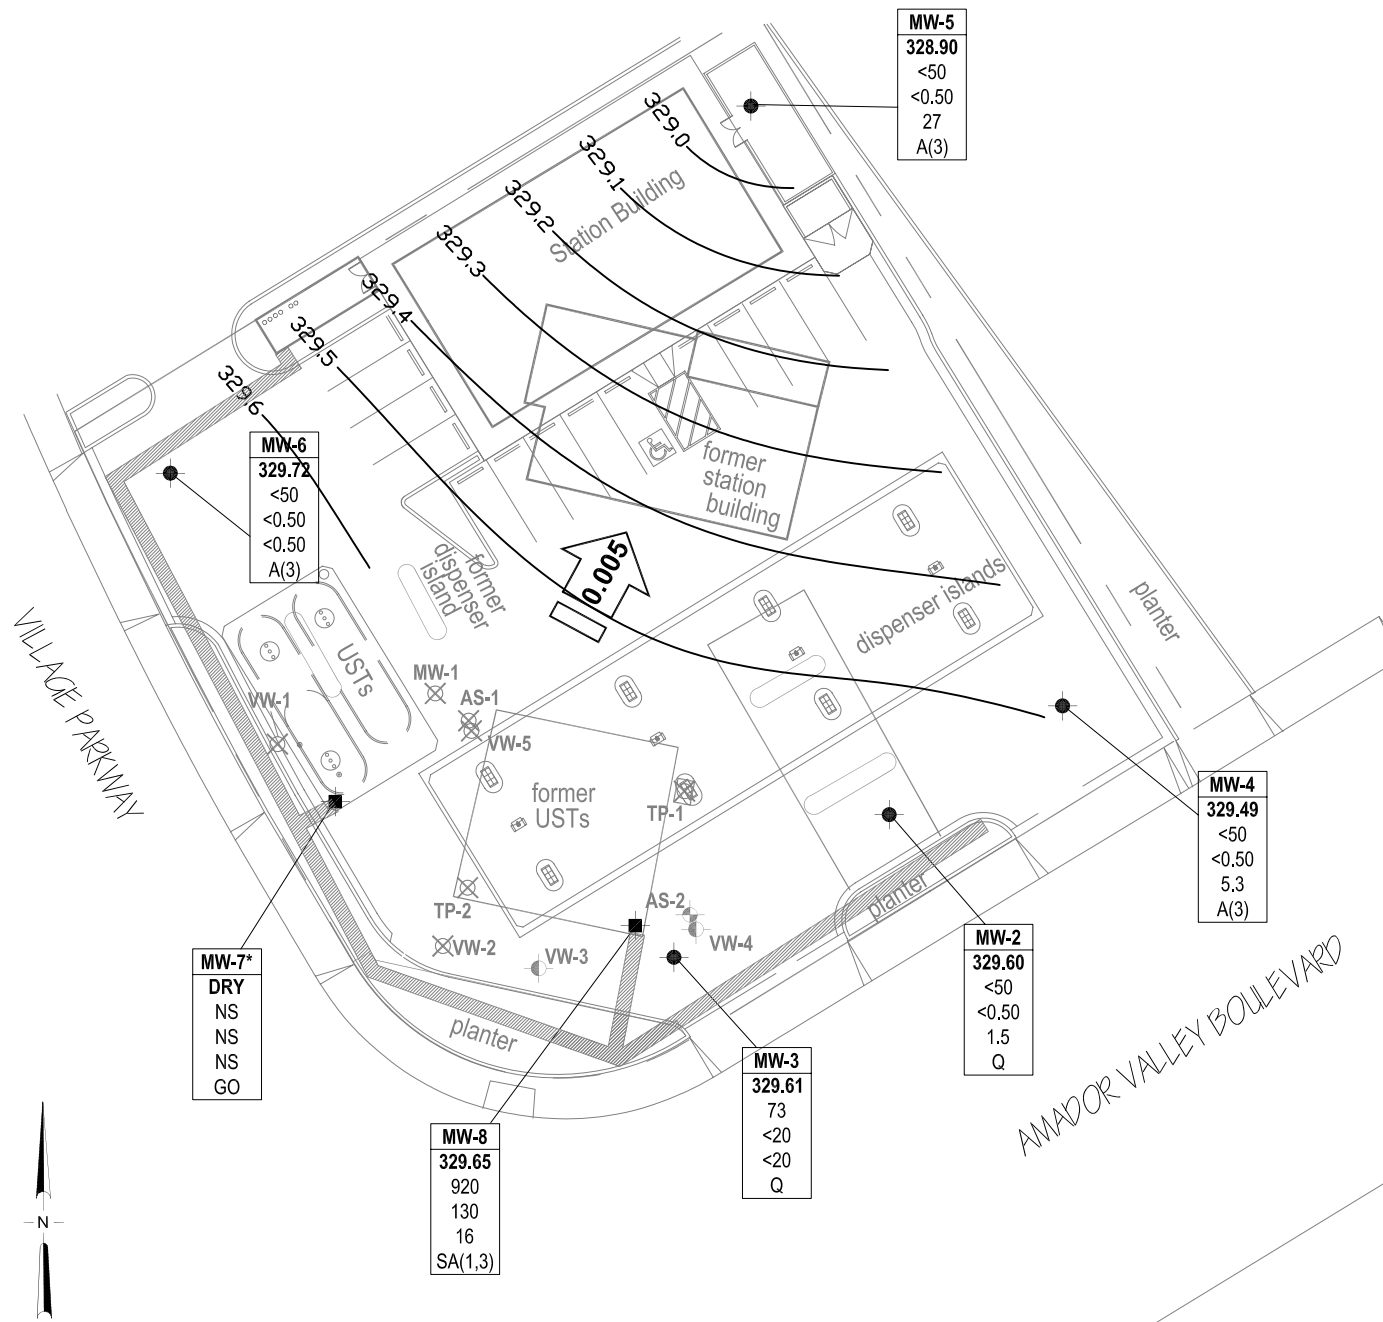 MW-5
328.90
<50
<0.50
27
A(3)
329.0
329.1
329.2
329.3
329.4
329.5
329.6
Station Building
MW-6
329.72
<50
<0.50
<0.50
A(3)
former
station
building
former
dispenser
island
0.005
dispenser islands
planter
VILLAGE PARKWAY
USTs
VW-1
MW-1
AS-1
VW-5
former
USTs
TP-1
MW-4
329.49
<50
<0.50
5.3
A(3)
TP-2
AS-2
VW-2
VW-3
VW-4
planter
planter
MW-7*
DRY
NS
NS
NS
GO
MW-2
329.60
<50
<0.50
1.5
Q
AMADOR VALLEY BOULEVARD
MW-3
329.61
73
<20
<20
Q
MW-8
329.65
920
130
16
SA(1,3)
N